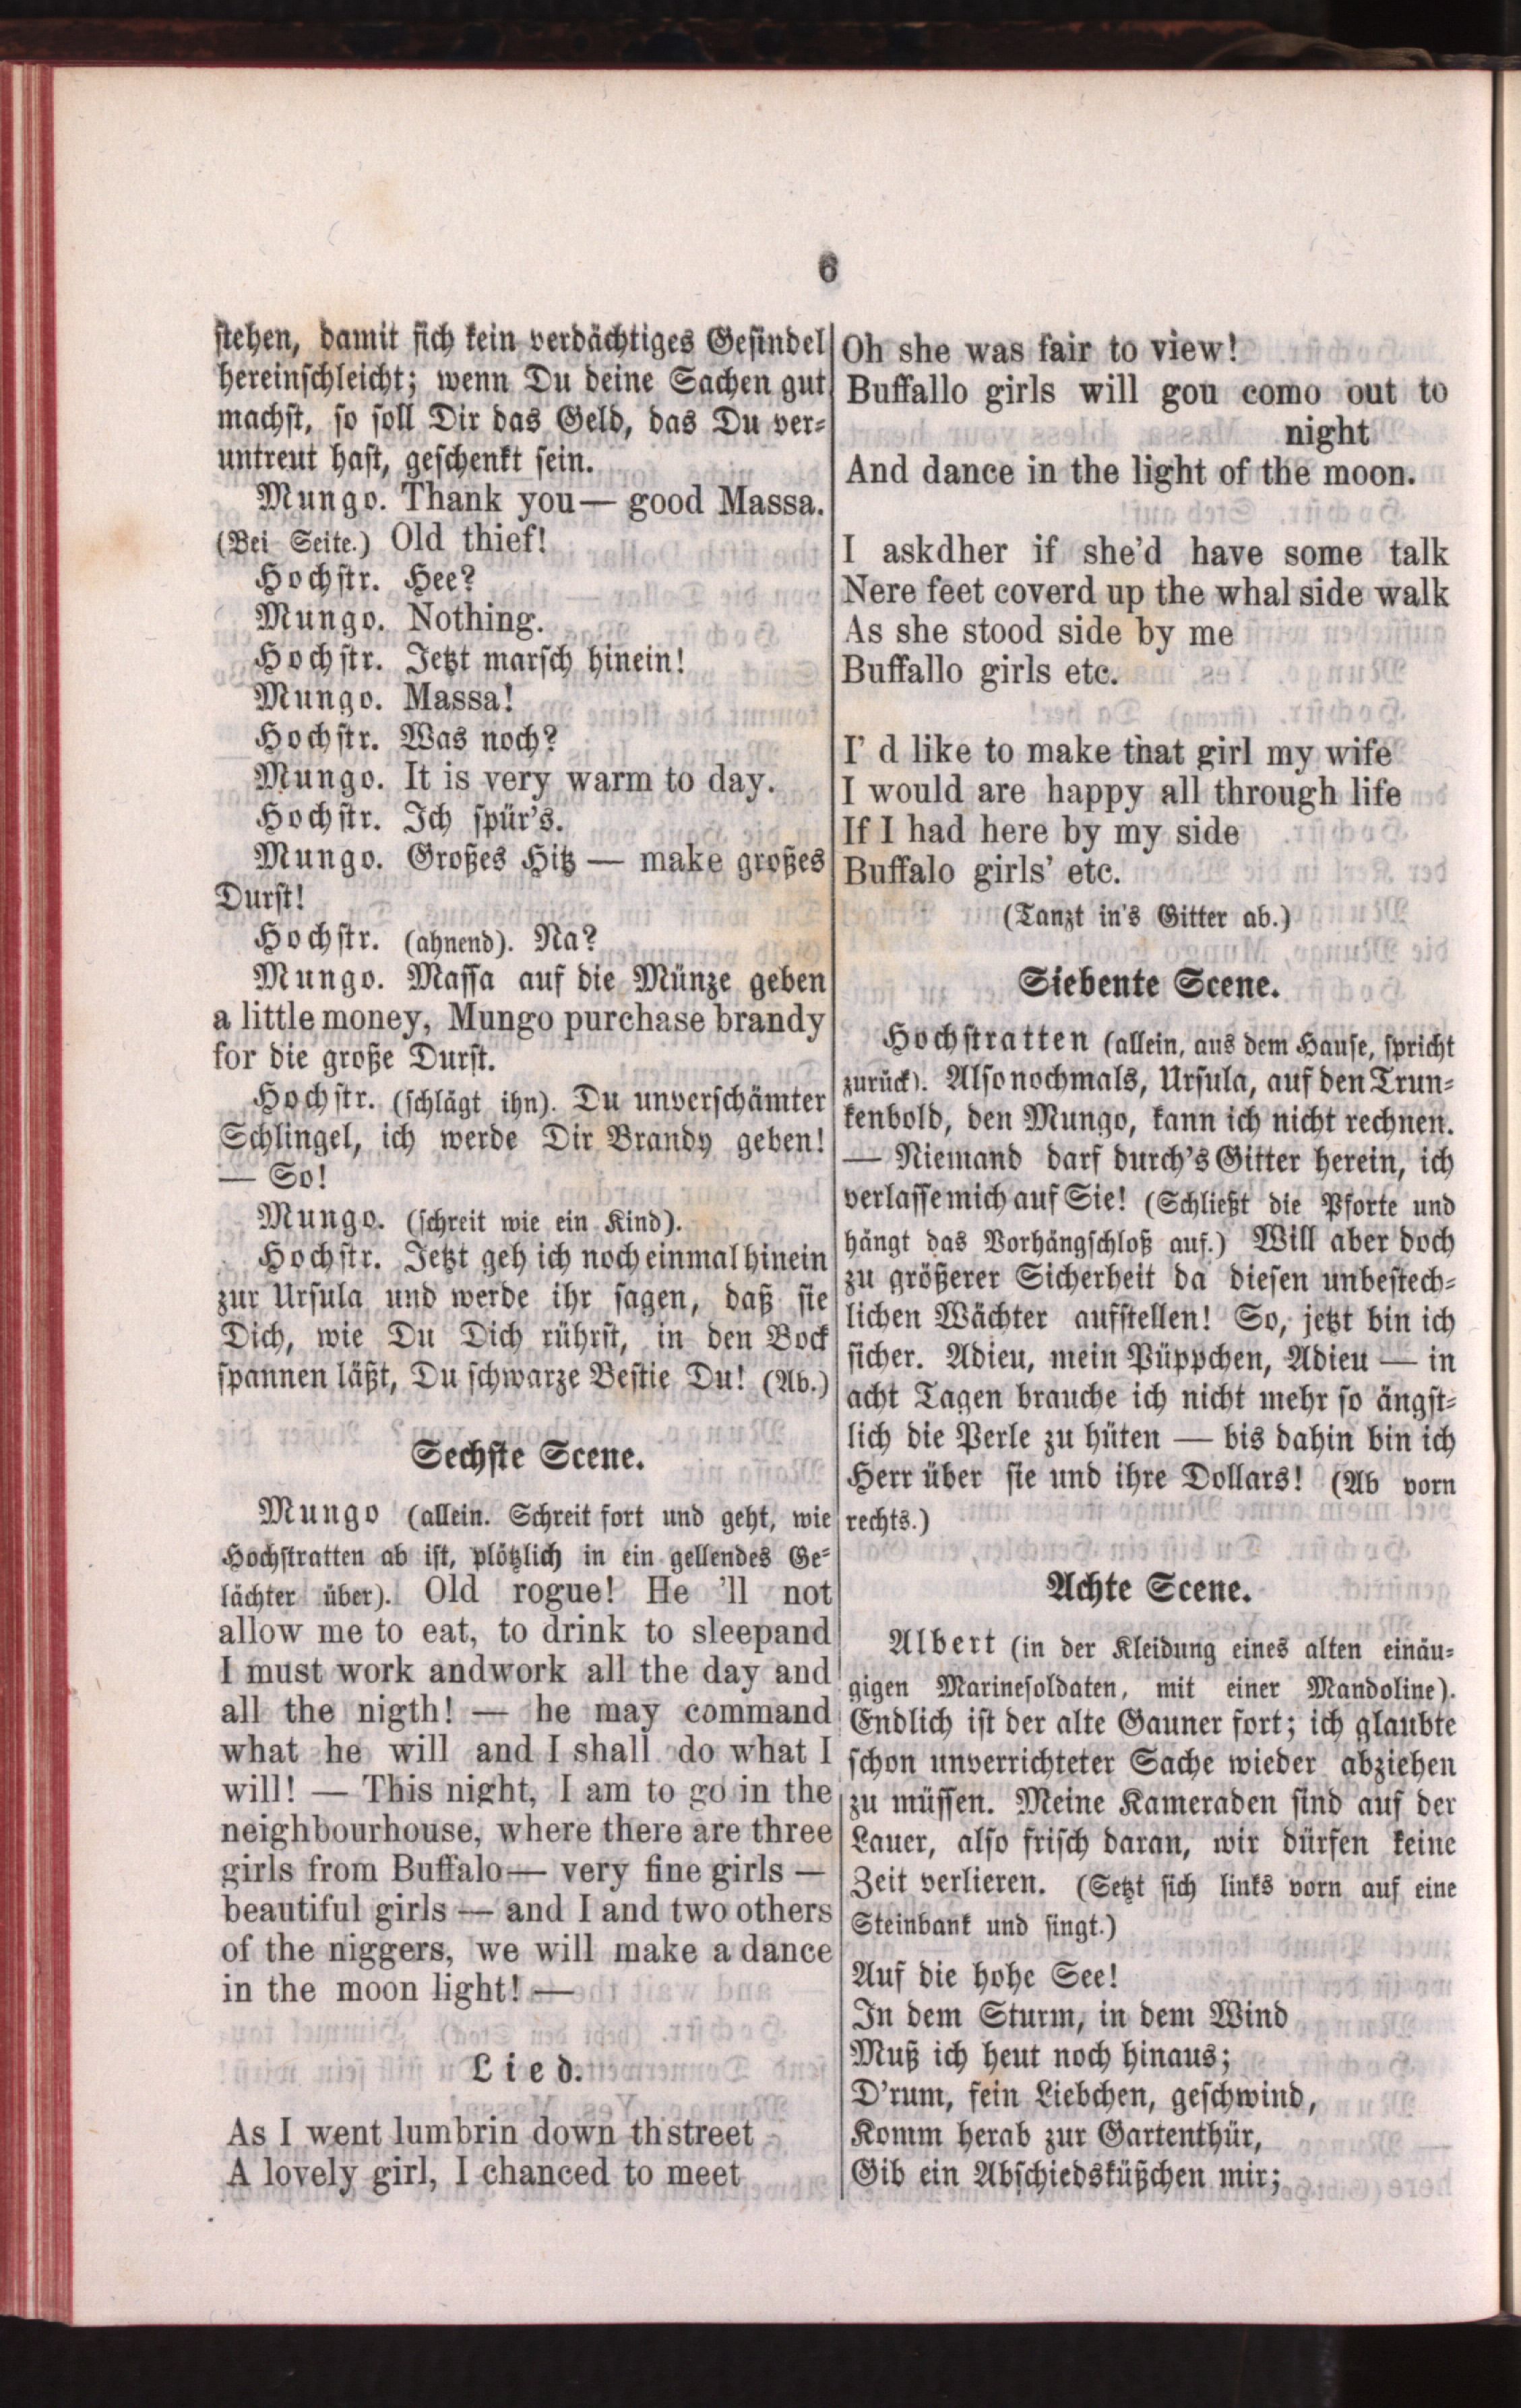 6
stehen, damit sich kein verdächtiges Gesindel
hereinschleicht; wenn Du deine Sachen gut
machst, so soll Dir das Geld, das Du ver-
untreut hast, geschenkt sein.
Mungo. Thank you — good Massa.
(Bei Seite.) Old thief!
Hochstr. Hee?
Mungo. Nothing.
Hochstr. Jetzt marsch hinein!
Mungo. Massa!
Hochstr. Was noch?
Mungo. It is very warm to day.
Hochstr. Ich spür's.
Mungo. Großes Hitz — make großes
Durst!
Hochstr. (ahnend). Na?
Mungo. Massa auf die Münze geben
a little money, Mungo purchase brandy
for die große Durst.
Hochstr. (schlägt ihn). Du unverschämter
Schlingel, ich werde Dir Brandy geben!
— So!
Mungo. (schreit wie ein Kind).
Hochstr. Jetzt geh ich noch einmal hinein
zur Ursula und werde ihr sagen, daß sie
Dich, wie Du Dich rührst, in den Bock
spannen läßt, Du schwarze Bestie Du! (Ab.)
Sechste Scene.
Mungo (allein. Schreit fort und geht, wie
Hochstratten ab ist, plötzlich in ein gellendes Ge-
lächter über). Old rogue! He 'll not
allow me to eat, to drink to sleepand
I must work andwork all the day and
all the nigth! — he may command
what he will and I shall do what I
will! — This night, I am to go in the
neighbourhouse, where there are three
girls from Buffalo — very fine girls —
beautiful girls — and I and two others
of the niggers, we will make a dance
in the moon light! —
Lied.
As I went lumbrin down thstreet
A lovely girl, I chanced to meet
Oh she was fair to view!
Buffallo girls will gou como out to
night
And dance in the light of the moon.
I askdher if she'd have some talk
Nere feet coverd up the whal side walk
As she stood side by me
Buffallo girls etc.
I' d like to make that girl my wife
I would are happy all through life
If I had here by my side
Buffalo girls' etc.
(Tanzt in's Gitter ab.)
Siebente Scene.
Hochstratten (allein, aus dem Hause, spricht
zurück). Also nochmals, Ursula, auf den Trun-
kenbold, den Mungo, kann ich nicht rechnen.
— Niemand darf durch's Gitter herein, ich
verlasse mich auf Sie! (Schließt die Pforte und
hängt das Vorhängschloß auf.) Will aber doch
zu größerer Sicherheit da diesen unbestech-
lichen Wächter aufstellen! So, jetzt bin ich
sicher. Adieu, mein Püppchen, Adieu — in
acht Tagen brauche ich nicht mehr so ängst-
lich die Perle zu hüten — bis dahin bin ich
Herr über sie und ihre Dollars! (Ab vorn
rechts.)
Achte Scene.
Albert (in der Kleidung eines alten einäu-
gigen Marinesoldaten, mit einer Mandoline).
Endlich ist der alte Gauner fort; ich glaubte
schon unverrichteter Sache wieder abziehen
zu müssen. Meine Kameraden sind auf der
Lauer, also frisch daran, wir dürfen keine
Zeit verlieren. (Setzt sich links vorn auf eine
Steinbank und singt.)
Auf die hohe See!
In dem Sturm, in dem Wind
Muß ich heut noch hinaus;
D'rum, fein Liebchen, geschwind,
Komm herab zur Gartenthür,
Gib ein Abschiedsküßchen mir;